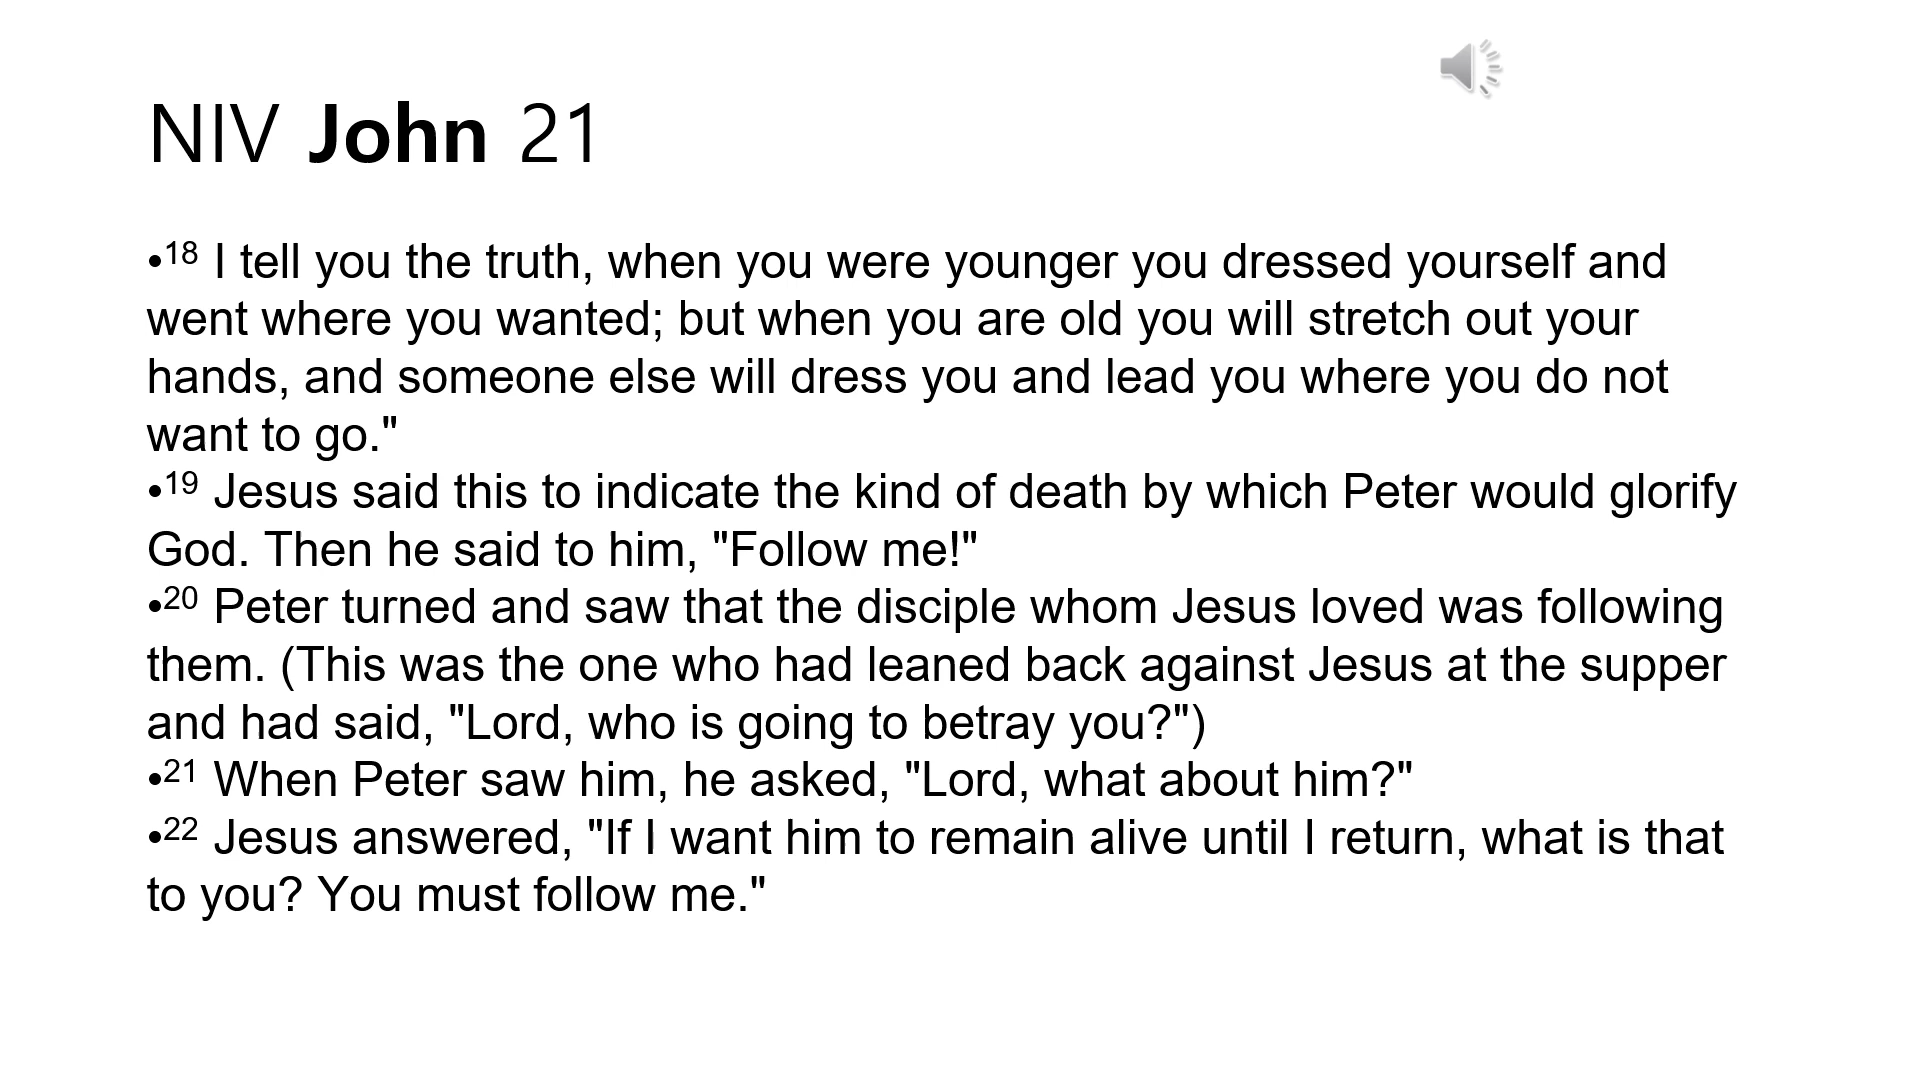 NIV John 21
•18 I tell you the truth, when you were younger you dressed yourself and
went where you wanted; but when you are old you will stretch out your
hands, and someone else will dress you and lead you where you do not
want to go."
•19 Jesus said this to indicate the kind of death by which Peter would glorify
God. Then he said to him, "Follow me!"
•20 Peter turned and saw that the disciple whom Jesus loved was following
them. (This was the one who had leaned back against Jesus at the supper
and had said, "Lord, who is going to betray you?")
•21 When Peter saw him, he asked, "Lord, what about him?"
•22 Jesus answered, "If I want him to remain alive until I return, what is that
to you? You must follow me."